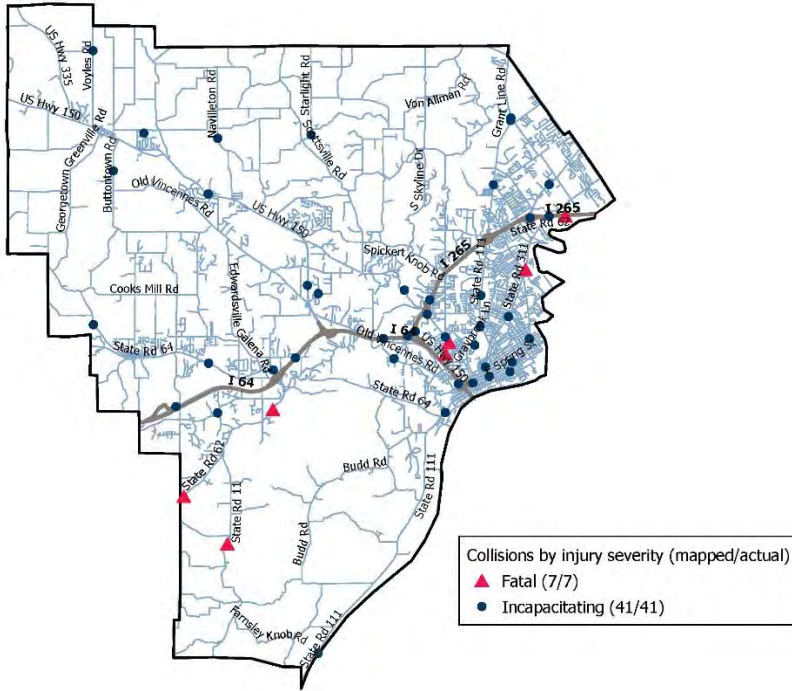 US Hwy 335
Voyles Rd
US Hwy 150
Georgetown Greenville Rd
Buttontown Rd
Navilleton Rd
Starlight Rd
Scottsville Rd
Von Allman Rd
Grant Line Rd
S Skyline Dr
Old Vincennes Rd
US Hwy 150
I 265
State Rd 62
Spickert Knob Rd
I 265
State Rd 111
State Rd 311
Cooks Mill Rd
Edwardsville Galena Rd
State Rd 64
I 64
Old Vincennes Rd
US Hwy 150
Graybrook Ln
Spring St
I 64
State Rd 64
State Rd 62
State Rd 11
Budd Rd
Budd Rd
State Rd 111
Farnsley Knob Rd
State Rd 111
Collisions by injury severity (mapped/actual)
Fatal (7/7)
Incapacitating (41/41)